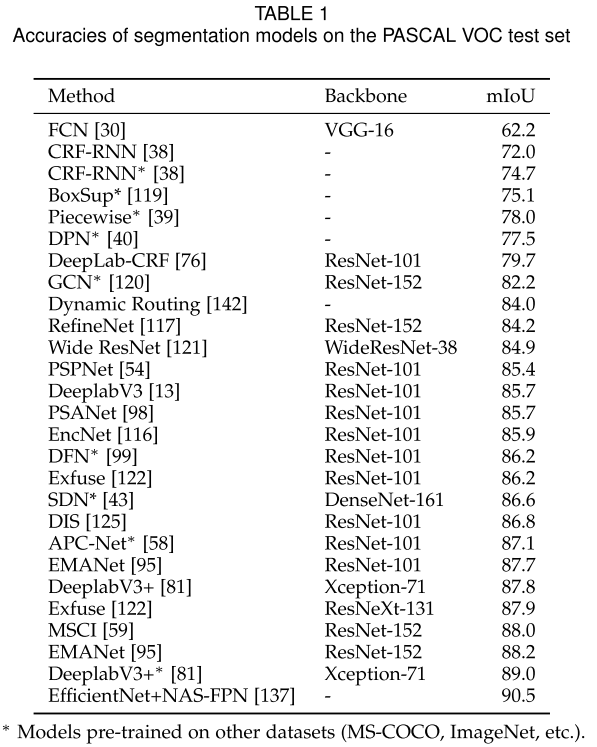 TABLE 1
Accuracies of segmentation models on the PASCAL VOC test set
Method Backbone mIoU
FCN [30] VGG-16 62.2
CRF-RNN [38] - 72.0
CRF-RNN* [38] - 74.7
BoxSup* [119] - 75.1
Piecewise* [39] - 78.0
DPN* [40] - 77.5
DeepLab-CRF [76] ResNet-101 79.7
GCN* [120] ResNet-152 82.2
Dynamic Routing [142] - 84.0
RefineNet [117] ResNet-152 84.2
Wide ResNet [121] WideResNet-38 84.9
PSPNet [54] ResNet-101 85.4
DeeplabV3 [13] ResNet-101 85.7
PSANet [98] ResNet-101 85.7
EncNet [116] ResNet-101 85.9
DFN* [99] ResNet-101 86.2
Exfuse [122] ResNet-101 86.2
SDN* [43] DenseNet-161 86.6
DIS [125] ResNet-101 86.8
APC-Net* [58] ResNet-101 87.1
EMANet [95] ResNet-101 87.7
DeeplabV3+ [81] Xception-71 87.8
Exfuse [122] ResNeXt-131 87.9
MSCI [59] ResNet-152 88.0
EMANet [95] ResNet-152 88.2
DeeplabV3+* [81] Xception-71 89.0
EfficientNet+NAS-FPN [137] - 90.5
* Models pre-trained on other datasets (MS-COCO, ImageNet, etc.).